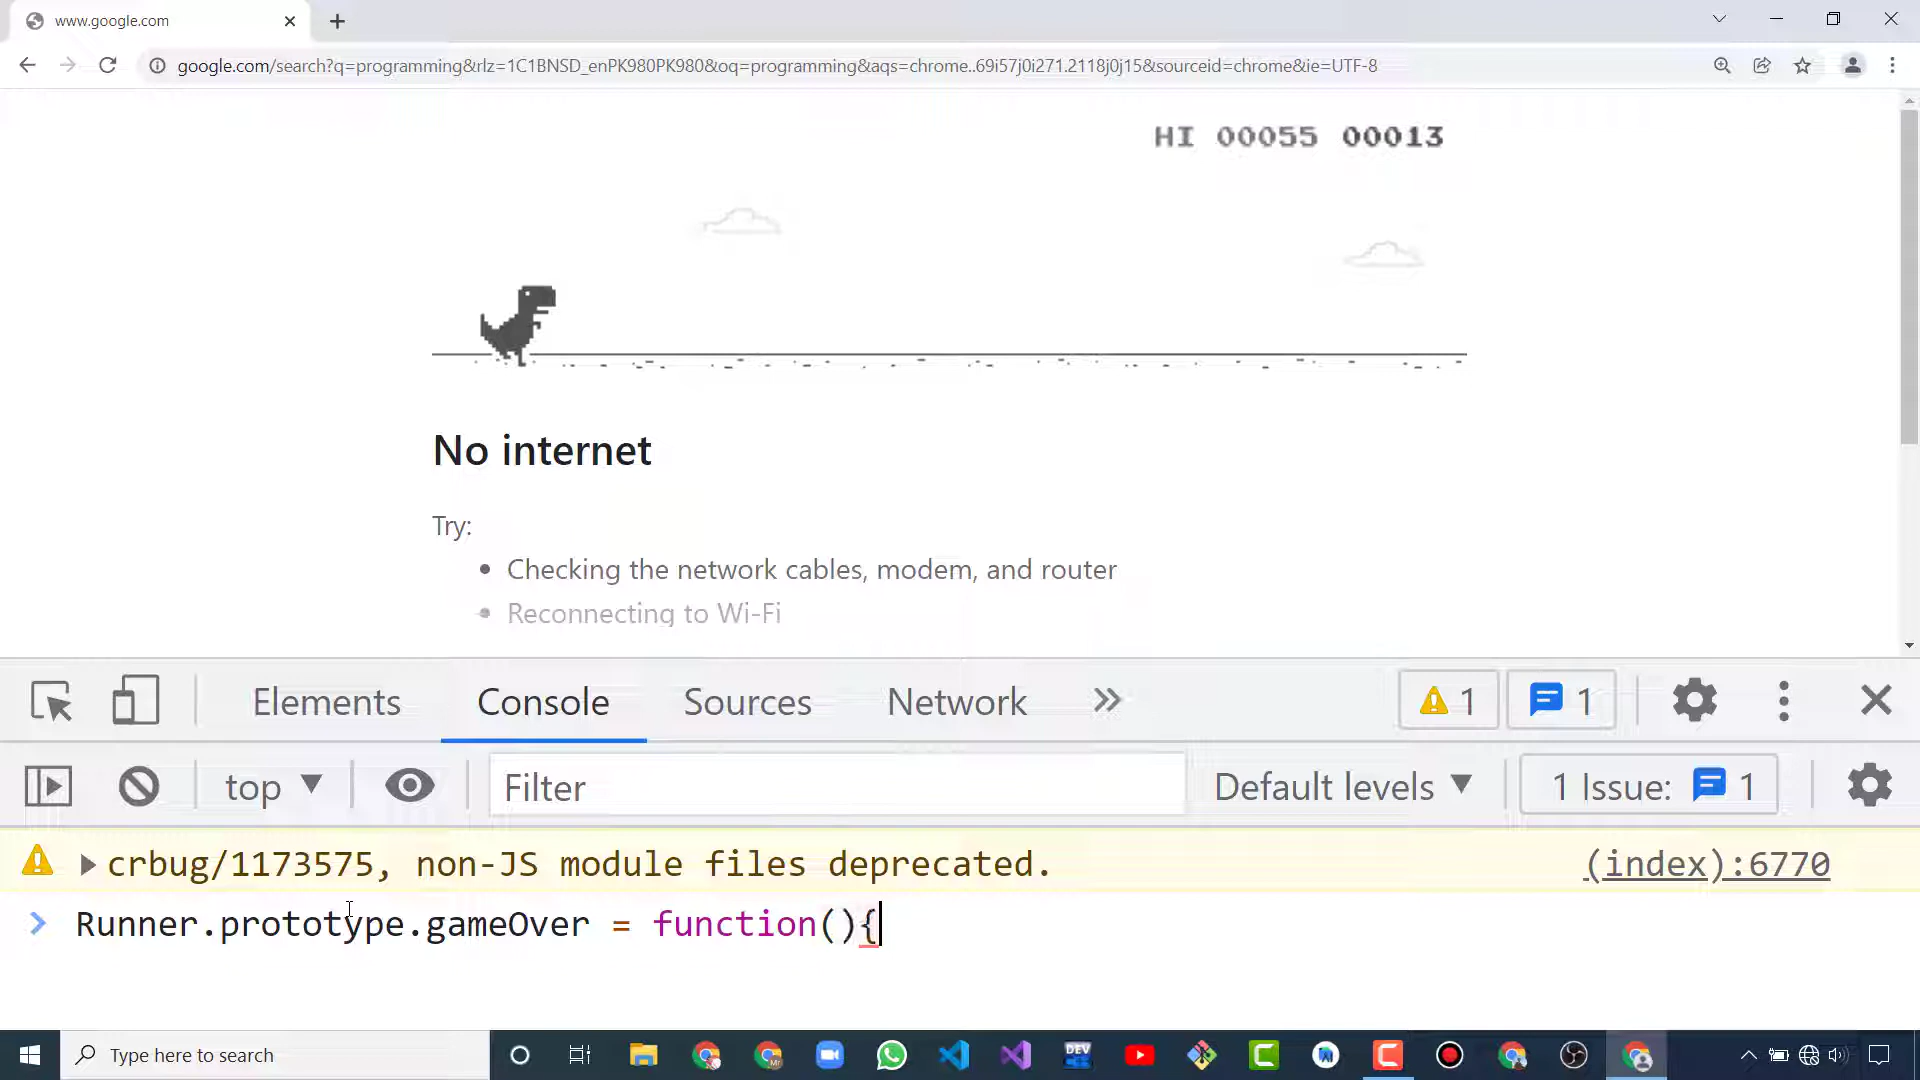 www.google.com
google.com/search?q=programming&rlz=1C1BNSD_enPK980PK980&oq=programming&aqs=chrome..69i57j0i271.2118j0j15&sourceid=chrome&ie=UTF-8
HI 00055 00013
No internet
Try:
• Checking the network cables, modem, and router
• Reconnecting to Wi-Fi
Elements Console Sources Network » 1 1
top ▼ Filter Default levels ▼ 1 Issue: 1
crbug/1173575, non-JS module files deprecated. (index):6770
> Runner.prototype.gameOver = function(){
Type here to search DEV